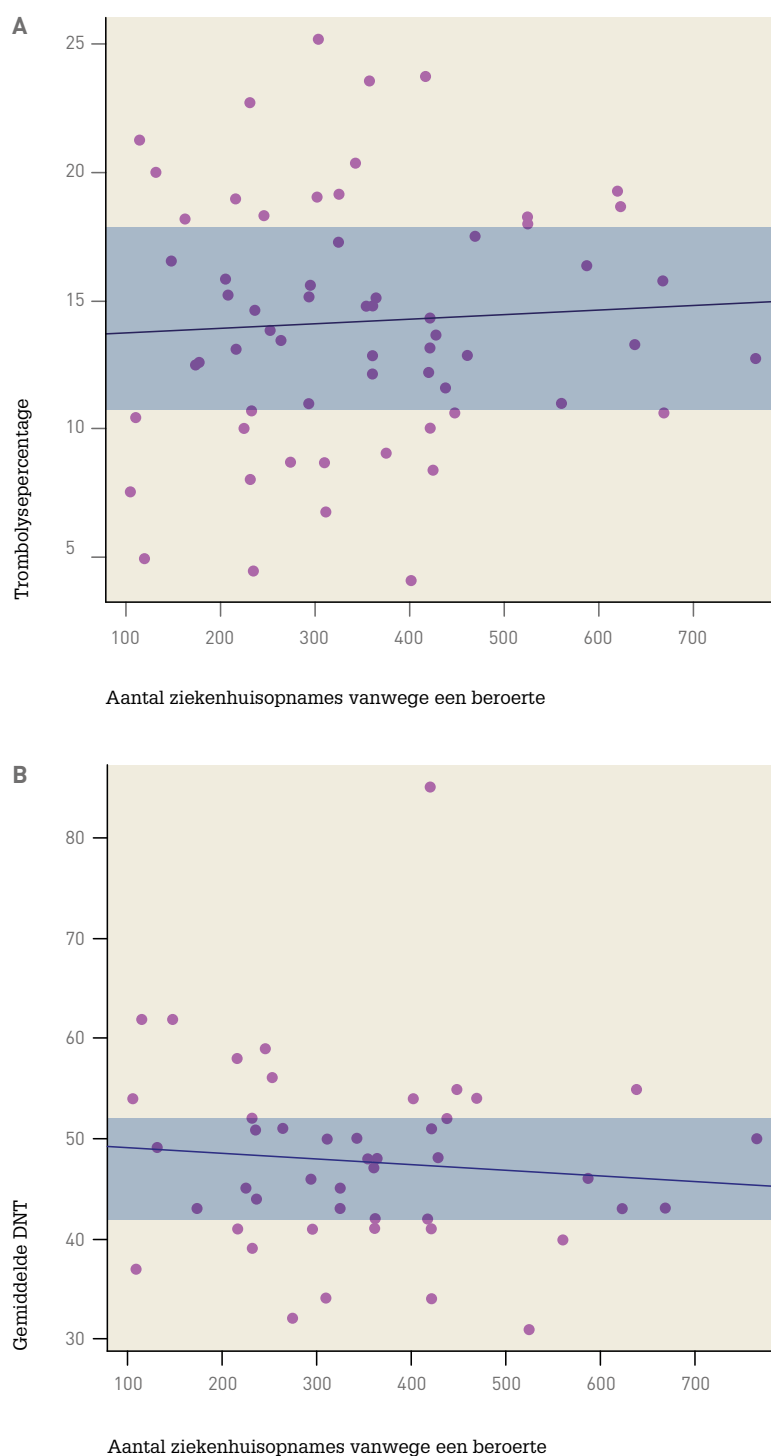 A
25
20
15
10
5
Trombolysepercentage
100 200 300 400 500 600 700
Aantal ziekenhuisopnames vanwege een beroerte
B
80
70
60
50
40
30
Gemiddelde DNT
100 200 300 400 500 600 700
Aantal ziekenhuisopnames vanwege een beroerte